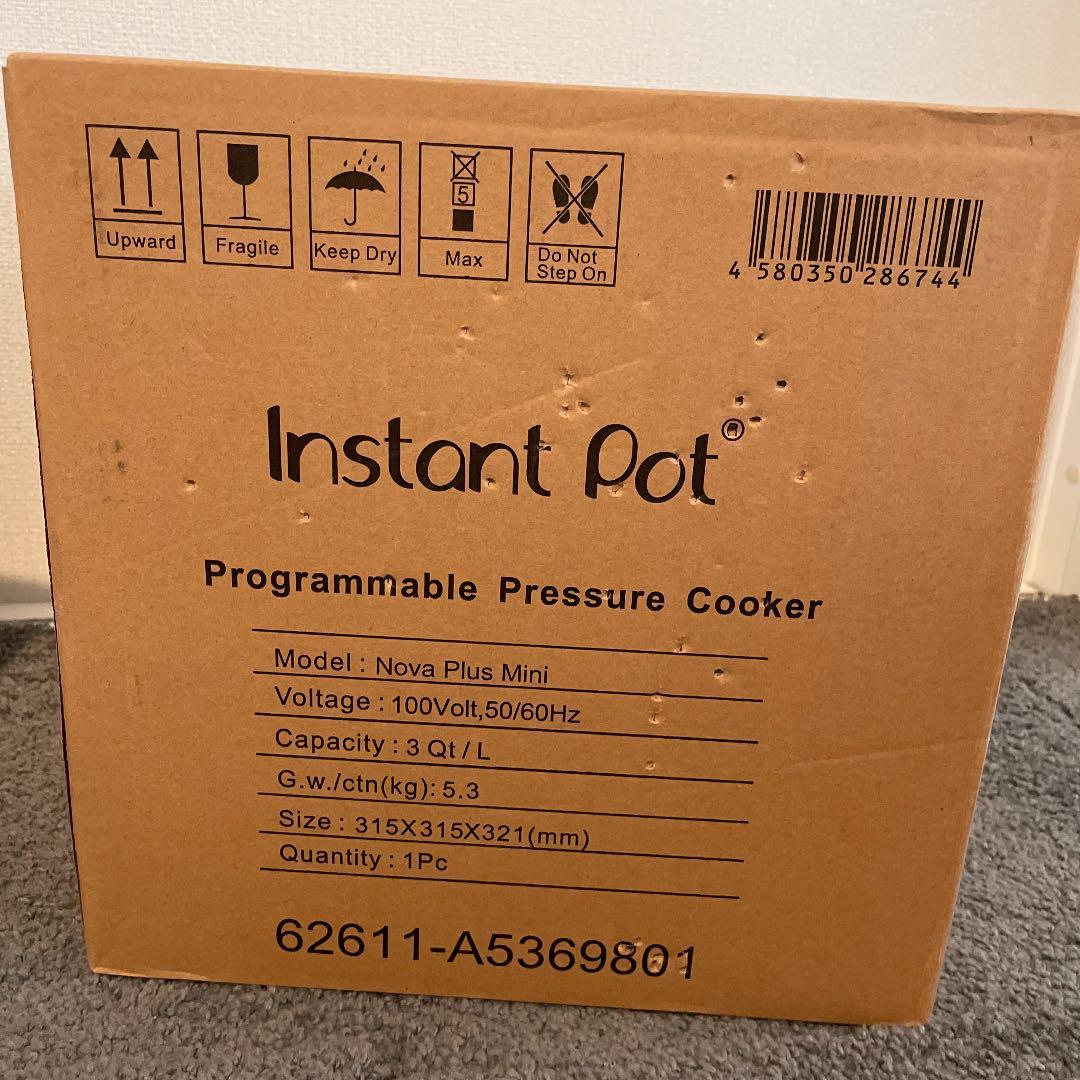 Upward
Fragile
Keep Dry
5
Max
Do Not
Step On
4 580350 286744
Instant Pot®
Programmable Pressure Cooker
Model : Nova Plus Mini
Voltage : 100Volt,50/60Hz
Capacity : 3 Qt / L
G.w./ctn(kg): 5.3
Size : 315X315X321(mm)
Quantity : 1Pc
62611-A5369801